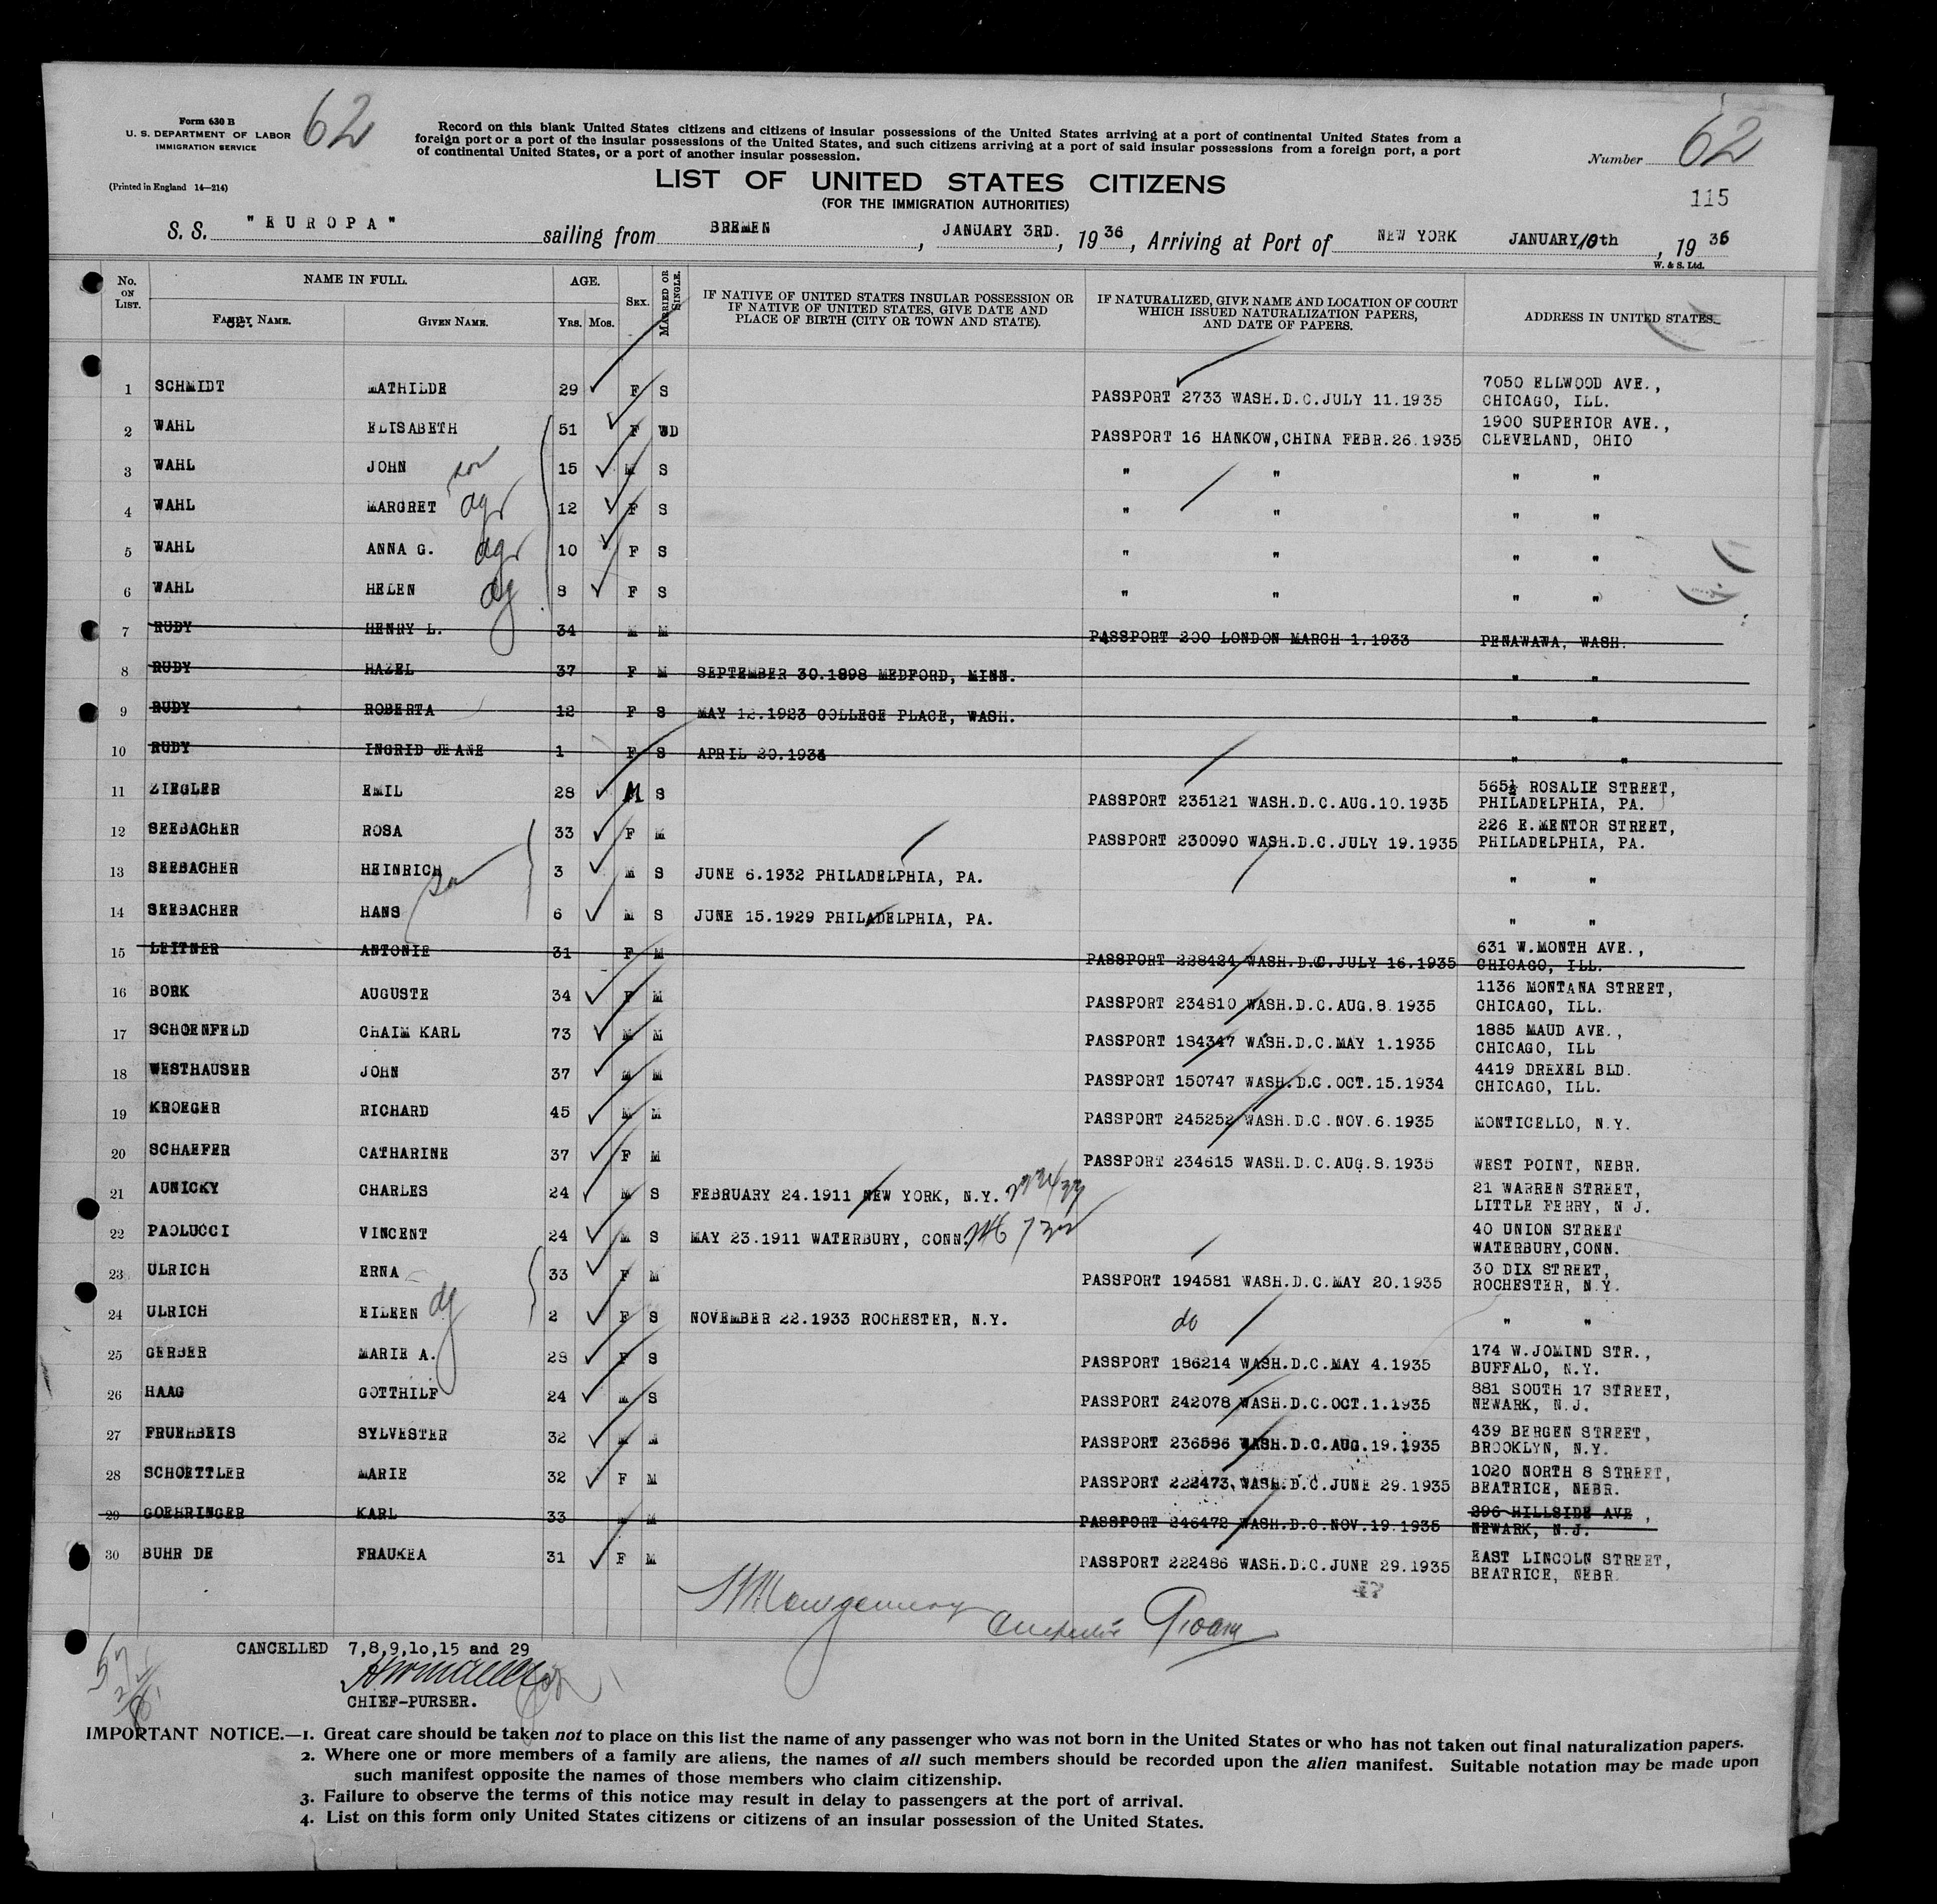 Form 630 B
U. S. DEPARTMENT OF LABOR
IMMIGRATION SERVICE
62
Record on this blank United States citizens and citizens of insular possessions of the United States arriving at a port of continental United States from a
foreign port or a port of the insular possessions of the United States, and such citizens arriving at a port of said insular possessions from a foreign port, a port
of continental United States, or a port of another insular possession.
Number 62
(Printed in England 14—214)
LIST OF UNITED STATES CITIZENS
(FOR THE IMMIGRATION AUTHORITIES)
115
S. S. "EUROPA" sailing from BREMEN, JANUARY 3RD. , 1936, Arriving at Port of NEW YORK JANUARY 10th , 1936
W. & S. Ltd.
No. ON LIST. NAME IN FULL. AGE. SEX. MARRIED OR SINGLE. IF NATIVE OF UNITED STATES INSULAR POSSESSION OR IF NATIVE OF UNITED STATES, GIVE DATE AND PLACE OF BIRTH (CITY OR TOWN AND STATE). IF NATURALIZED, GIVE NAME AND LOCATION OF COURT WHICH ISSUED NATURALIZATION PAPERS, AND DATE OF PAPERS. ADDRESS IN UNITED STATES.
FAMILY NAME. GIVEN NAME. YRS. MOS.
62.
1 SCHMIDT MATHILDE 29 F S PASSPORT 2733 WASH.D.C.JULY 11.1935 7050 ELLWOOD AVE., CHICAGO, ILL.
2 WAHL ELISABETH 51 F WD PASSPORT 16 HANKOW,CHINA FEBR.26.1935 1900 SUPERIOR AVE., CLEVELAND, OHIO
3 WAHL JOHN son 15 M S " " " "
4 WAHL MARGRET dgr 12 F S " " " "
5 WAHL ANNA G. dgr 10 F S " " " "
6 WAHL HELEN dg 8 F S " " " "
7 RUDY HENRY L. 34 M M PASSPORT 200 LONDON MARCH 1.1933 PENAWAWA, WASH.
8 RUDY HAZEL 37 F M SEPTEMBER 30.1898 MEDFORD, MINN. " "
9 RUDY ROBERTA 12 F S MAY 12.1923 COLLEGE PLACE, WASH. " "
10 RUDY INGRID JEANE 1 F S APRIL 20.1934 " "
11 ZIEGLER EMIL 28 M S PASSPORT 235121 WASH.D.C.AUG.10.1935 565½ ROSALIE STREET, PHILADELPHIA, PA.
12 SEEBACHER ROSA 33 F M PASSPORT 230090 WASH.D.C.JULY 19.1935 226 E.MENTOR STREET, PHILADELPHIA, PA.
13 SEEBACHER HEINRICH son 3 M S JUNE 6.1932 PHILADELPHIA, PA. " "
14 SEEBACHER HANS 6 M S JUNE 15.1929 PHILADELPHIA, PA. " "
15 LEITNER ANTONIE 31 F M PASSPORT 228424 WASH.D.C.JULY 16.1935 631 W.MONTH AVE., CHICAGO, ILL.
16 BORK AUGUSTE 34 F M PASSPORT 234810 WASH.D.C.AUG.8.1935 1136 MONTANA STREET, CHICAGO, ILL.
17 SCHOENFELD CHAIM KARL 73 M M PASSPORT 184347 WASH.D.C.MAY 1.1935 1885 MAUD AVE., CHICAGO, ILL
18 WESTHAUSER JOHN 37 M M PASSPORT 150747 WASH.D.C.OCT.15.1934 4419 DREXEL BLD. CHICAGO, ILL.
19 KROEGER RICHARD 45 M M PASSPORT 245252 WASH.D.C.NOV.6.1935 MONTICELLO, N.Y.
20 SCHAEFER CATHARINE 37 F M PASSPORT 234615 WASH.D.C.AUG.8.1935 WEST POINT, NEBR.
21 AUNICKY CHARLES 24 M S FEBRUARY 24.1911 NEW YORK, N.Y. 21 WARREN STREET, LITTLE FERRY, N J.
22 PAOLUCCI VINCENT 24 M S MAY 23.1911 WATERBURY, CONN. 40 UNION STREET WATERBURY,CONN.
23 ULRICH ERNA 33 F M PASSPORT 194581 WASH.D.C.MAY 20.1935 30 DIX STREET, ROCHESTER, N.Y.
24 ULRICH EILEEN dg 2 F S NOVEMBER 22.1933 ROCHESTER, N.Y. do " "
25 GERBER MARIE A. 28 F S PASSPORT 186214 WASH.D.C.MAY 4.1935 174 W.JOMIND STR., BUFFALO, N.Y.
26 HAAG GOTTHILF 24 M S PASSPORT 242078 WASH.D.C.OCT.1.1935 881 SOUTH 17 STREET, NEWARK, N.J.
27 FRUEHBEIS SYLVESTER 32 M M PASSPORT 236586 WASH.D.C.AUG.19.1935 439 BERGEN STREET, BROOKLYN, N.Y.
28 SCHOETTLER MARIE 32 F M PASSPORT 222473 WASH.D.C.JUNE 29.1935 1020 NORTH 8 STREET, BEATRICE, NEBR.
29 GOEHRINGER KARL 33 M M PASSPORT 246472 WASH.D.C.NOV.19.1935 296 HILLSIDE AVE , NEWARK, N.J.
30 BUHR DE FRAUKEA 31 F M PASSPORT 222486 WASH.D.C.JUNE 29.1935 EAST LINCOLN STREET, BEATRICE, NEBR.
47
CANCELLED 7,8,9,10,15 and 29
CHIEF-PURSER.
IMPORTANT NOTICE.—1. Great care should be taken not to place on this list the name of any passenger who was not born in the United States or who has not taken out final naturalization papers.
2. Where one or more members of a family are aliens, the names of all such members should be recorded upon the alien manifest. Suitable notation may be made upon
such manifest opposite the names of those members who claim citizenship.
3. Failure to observe the terms of this notice may result in delay to passengers at the port of arrival.
4. List on this form only United States citizens or citizens of an insular possession of the United States.